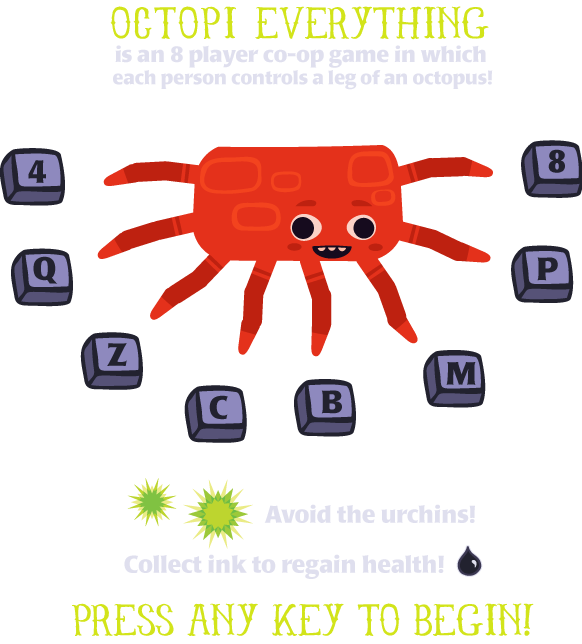 OCTOPI EVERYTHING
is an 8 player co-op game in which
each person controls a leg of an octopus!
4
8
Q
P
Z
M
C
B
Avoid the urchins!
Collect ink to regain health!
PRESS ANY KEY TO BEGIN!